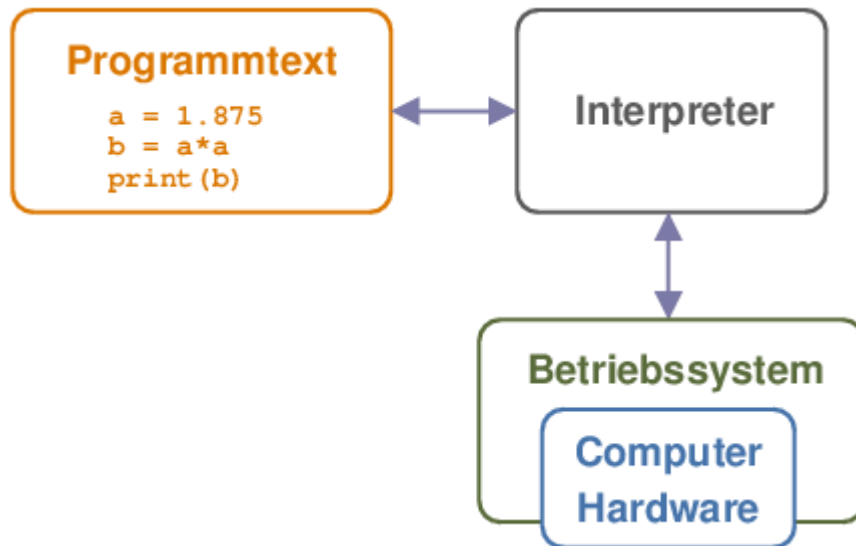 Programmtext
a = 1.875
b = a*a
print(b)
Interpreter
Betriebssystem
Computer
Hardware